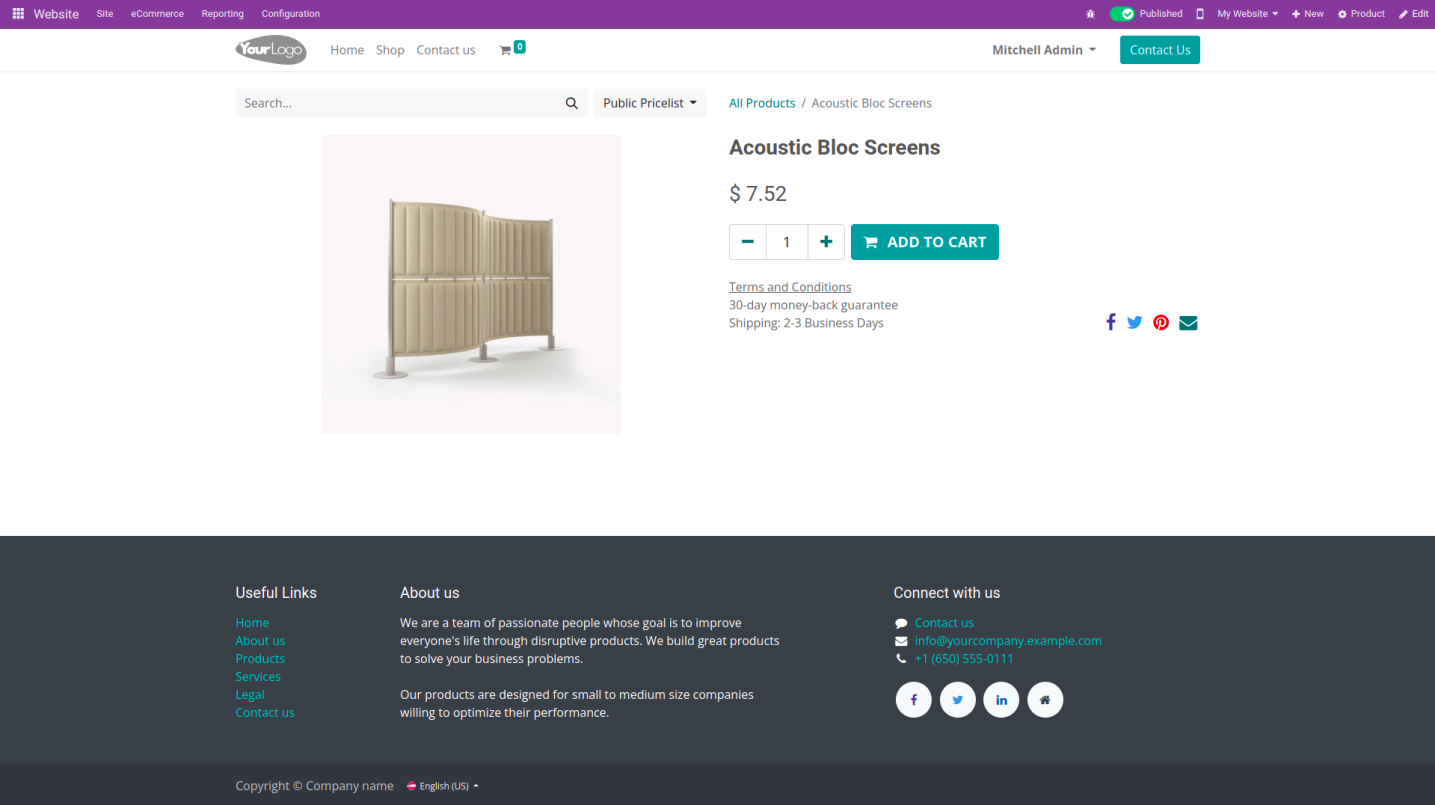 Website Site eCommerce Reporting Configuration Published My Website New Product Edit
YourLogo Home Shop Contact us 0 Mitchell Admin Contact Us
Search... Public Pricelist All Products / Acoustic Bloc Screens
Acoustic Bloc Screens
$ 7.52
1 ADD TO CART
Terms and Conditions
30-day money-back guarantee
Shipping: 2-3 Business Days
Useful Links
Home
About us
Products
Services
Legal
Contact us
About us
We are a team of passionate people whose goal is to improve
everyone's life through disruptive products. We build great products
to solve your business problems.
Our products are designed for small to medium size companies
willing to optimize their performance.
Connect with us
Contact us
info@yourcompany.example.com
+1 (650) 555-0111
Copyright © Company name English (US)